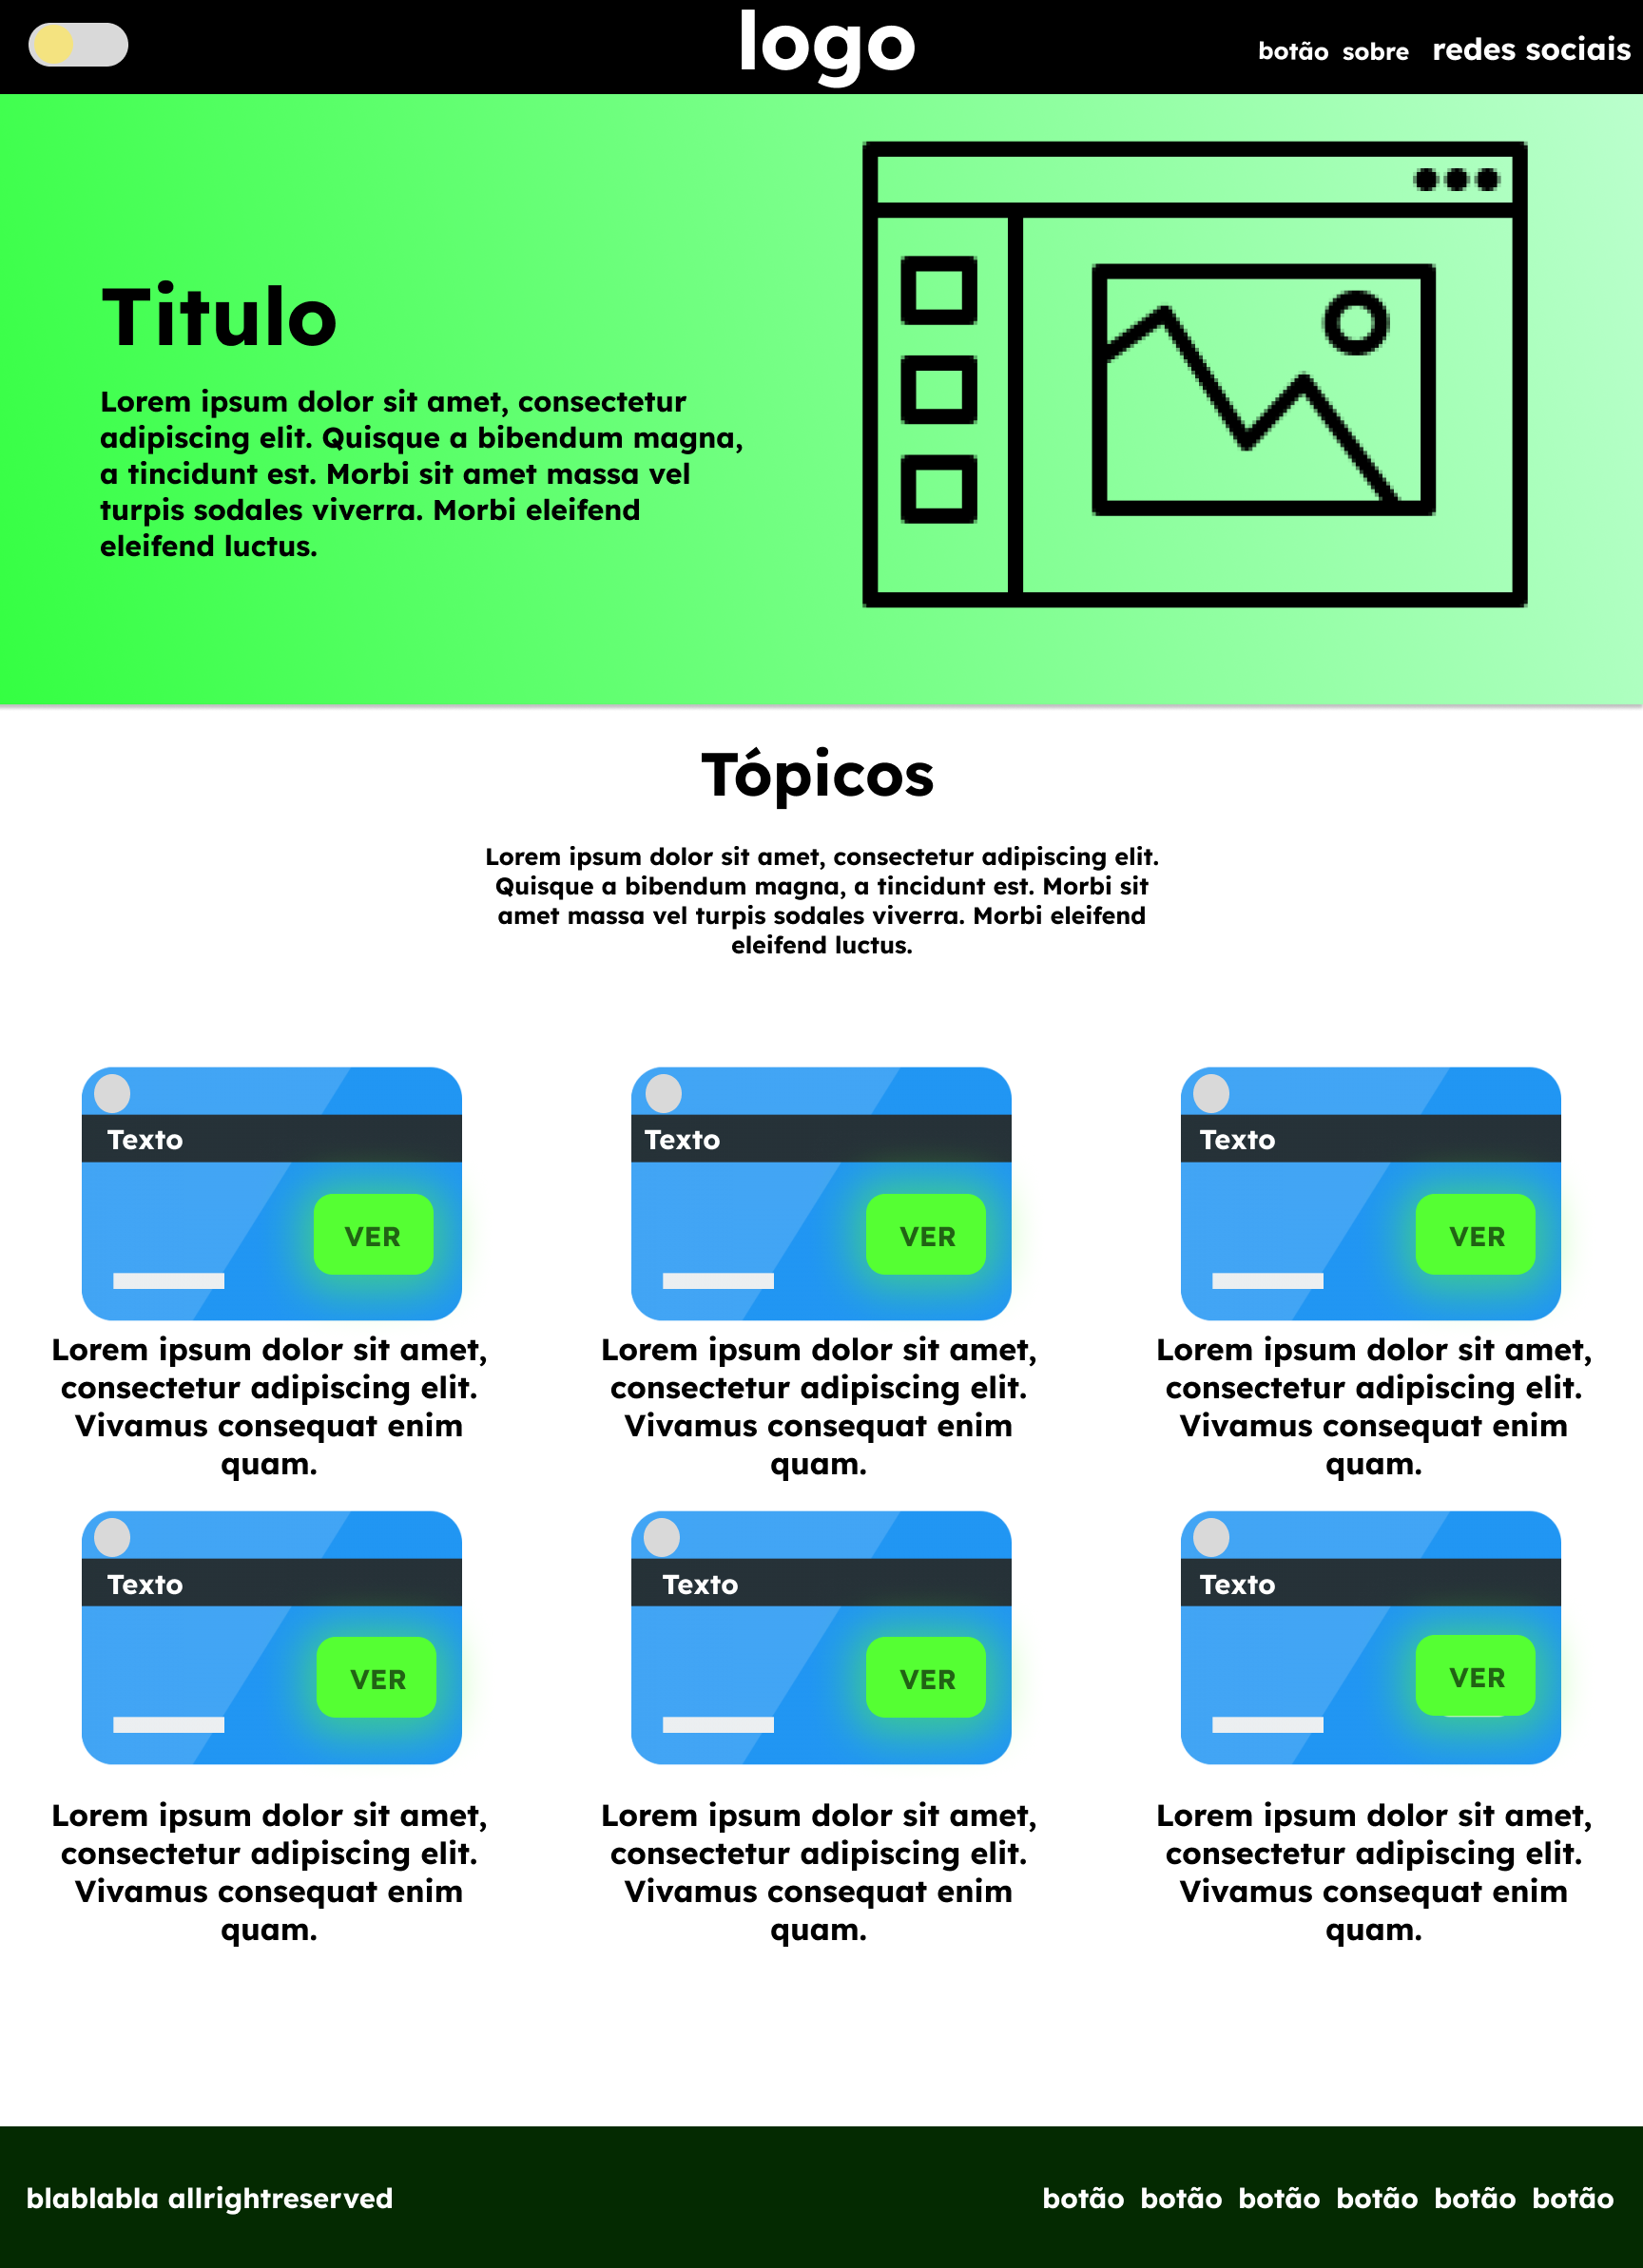 logo
botão sobre redes sociais
Titulo
Lorem ipsum dolor sit amet, consectetur
adipiscing elit. Quisque a bibendum magna,
a tincidunt est. Morbi sit amet massa vel
turpis sodales viverra. Morbi eleifend
eleifend luctus.
Tópicos
Lorem ipsum dolor sit amet, consectetur adipiscing elit.
Quisque a bibendum magna, a tincidunt est. Morbi sit
amet massa vel turpis sodales viverra. Morbi eleifend
eleifend luctus.
Texto
VER
Lorem ipsum dolor sit amet,
consectetur adipiscing elit.
Vivamus consequat enim
quam.
Texto
VER
Lorem ipsum dolor sit amet,
consectetur adipiscing elit.
Vivamus consequat enim
quam.
Texto
VER
Lorem ipsum dolor sit amet,
consectetur adipiscing elit.
Vivamus consequat enim
quam.
Texto
VER
Lorem ipsum dolor sit amet,
consectetur adipiscing elit.
Vivamus consequat enim
quam.
Texto
VER
Lorem ipsum dolor sit amet,
consectetur adipiscing elit.
Vivamus consequat enim
quam.
Texto
VER
Lorem ipsum dolor sit amet,
consectetur adipiscing elit.
Vivamus consequat enim
quam.
blablabla allrightreserved
botão botão botão botão botão botão